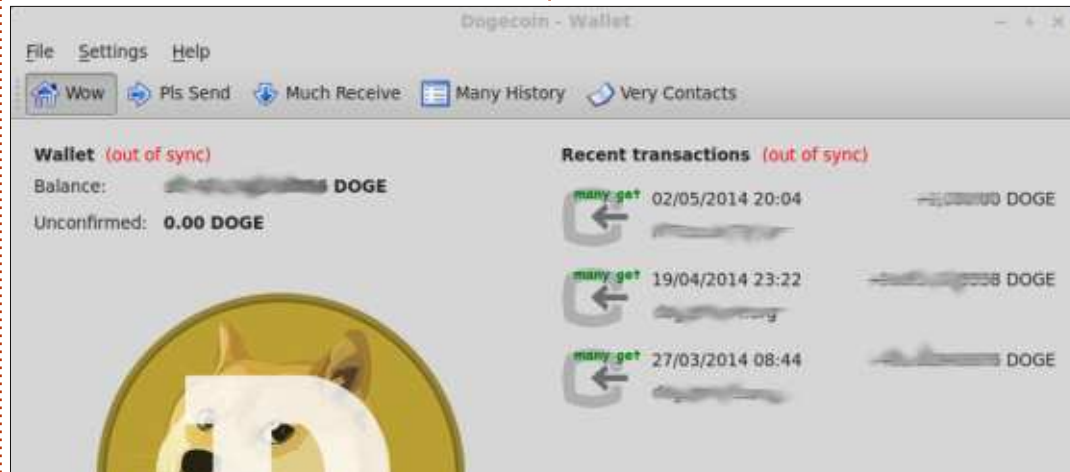 Dogecoin - Wallet
File Settings Help
Wow Pls Send Much Receive Many History Very Contacts
Wallet (out of sync)
Balance: DOGE
Unconfirmed: 0.00 DOGE
Recent transactions (out of sync)
many get 02/05/2014 20:04 DOGE
many get 19/04/2014 23:22 DOGE
many get 27/03/2014 08:44 DOGE
D